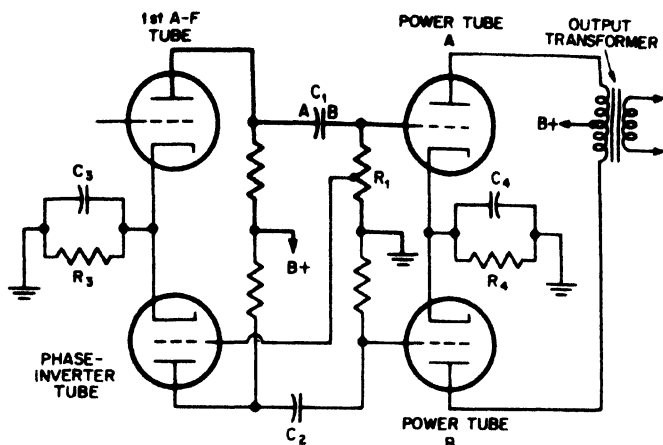 1st A-F
TUBE
POWER TUBE
A
OUTPUT
TRANSFORMER
C1
A B
B+
C3
R1
C4
R3
B+
R4
PHASE-
INVERTER
TUBE
C2
POWER TUBE
B